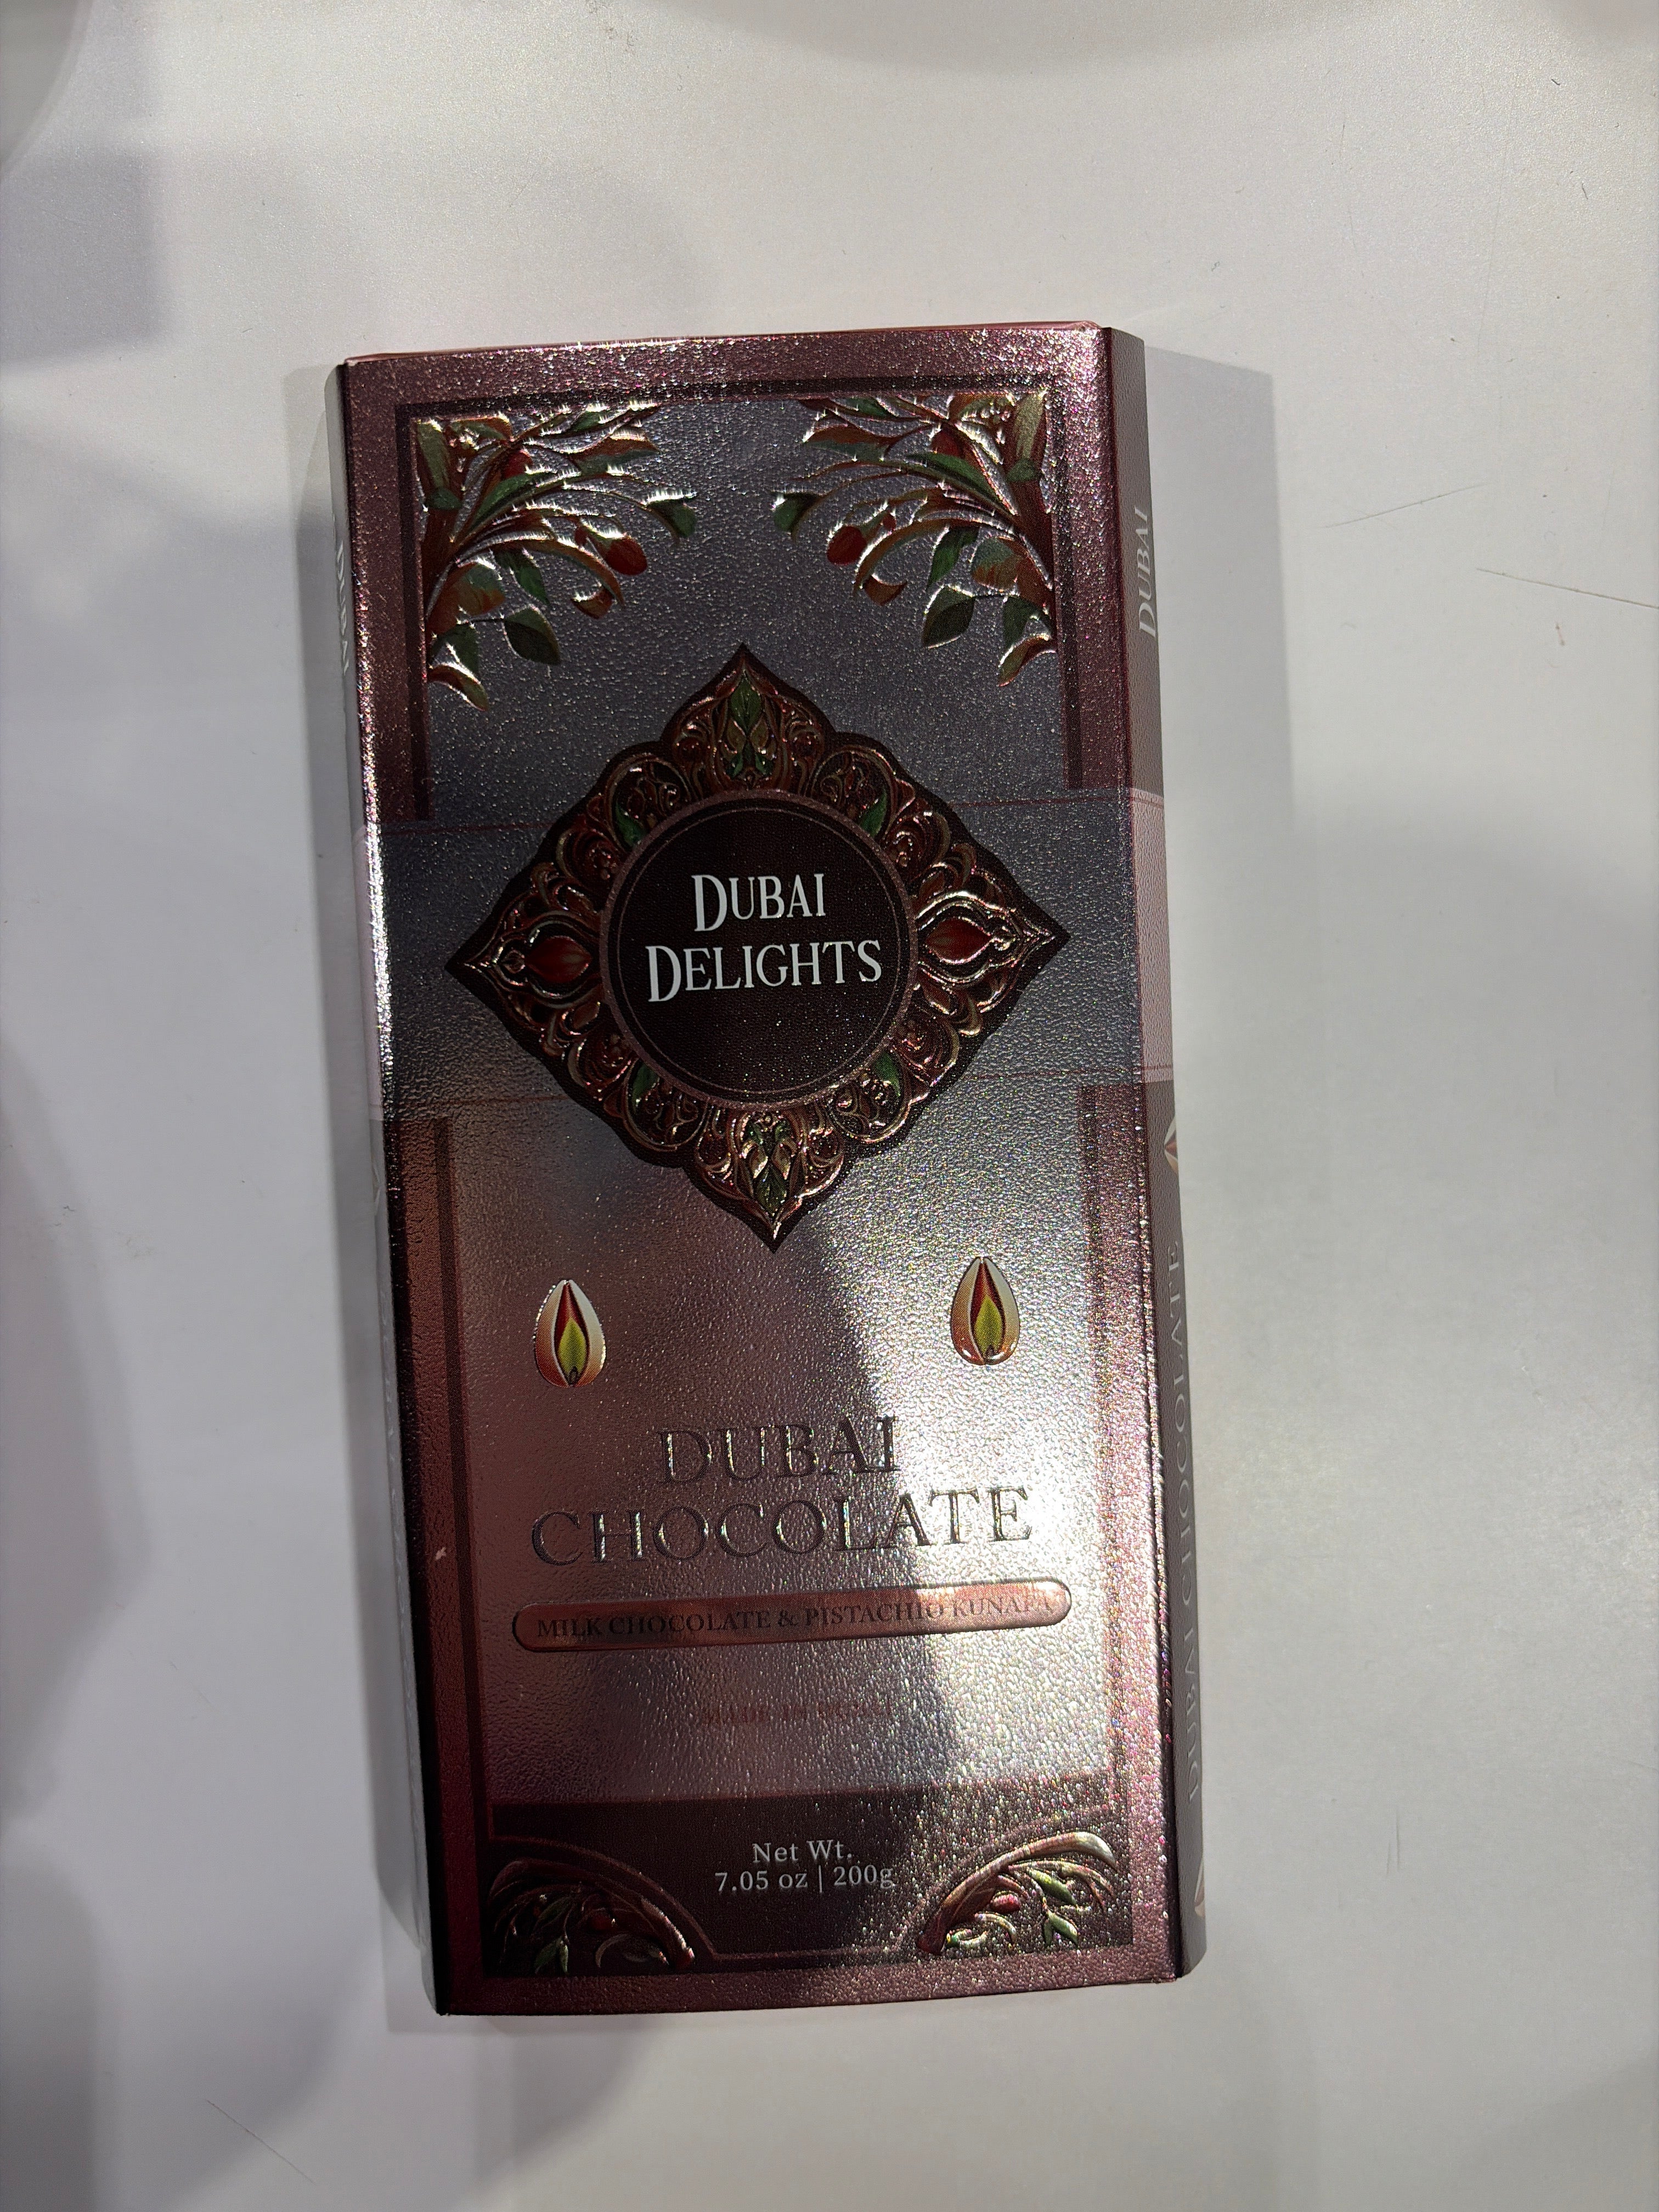 DUBAI
DELIGHTS
DUBAI
CHOCOLATE
MILK CHOCOLATE & PISTACHIO KUNAFA
Net Wt.
7.05 oz | 200g
DUBAI
DUBAI CHOCOLATE